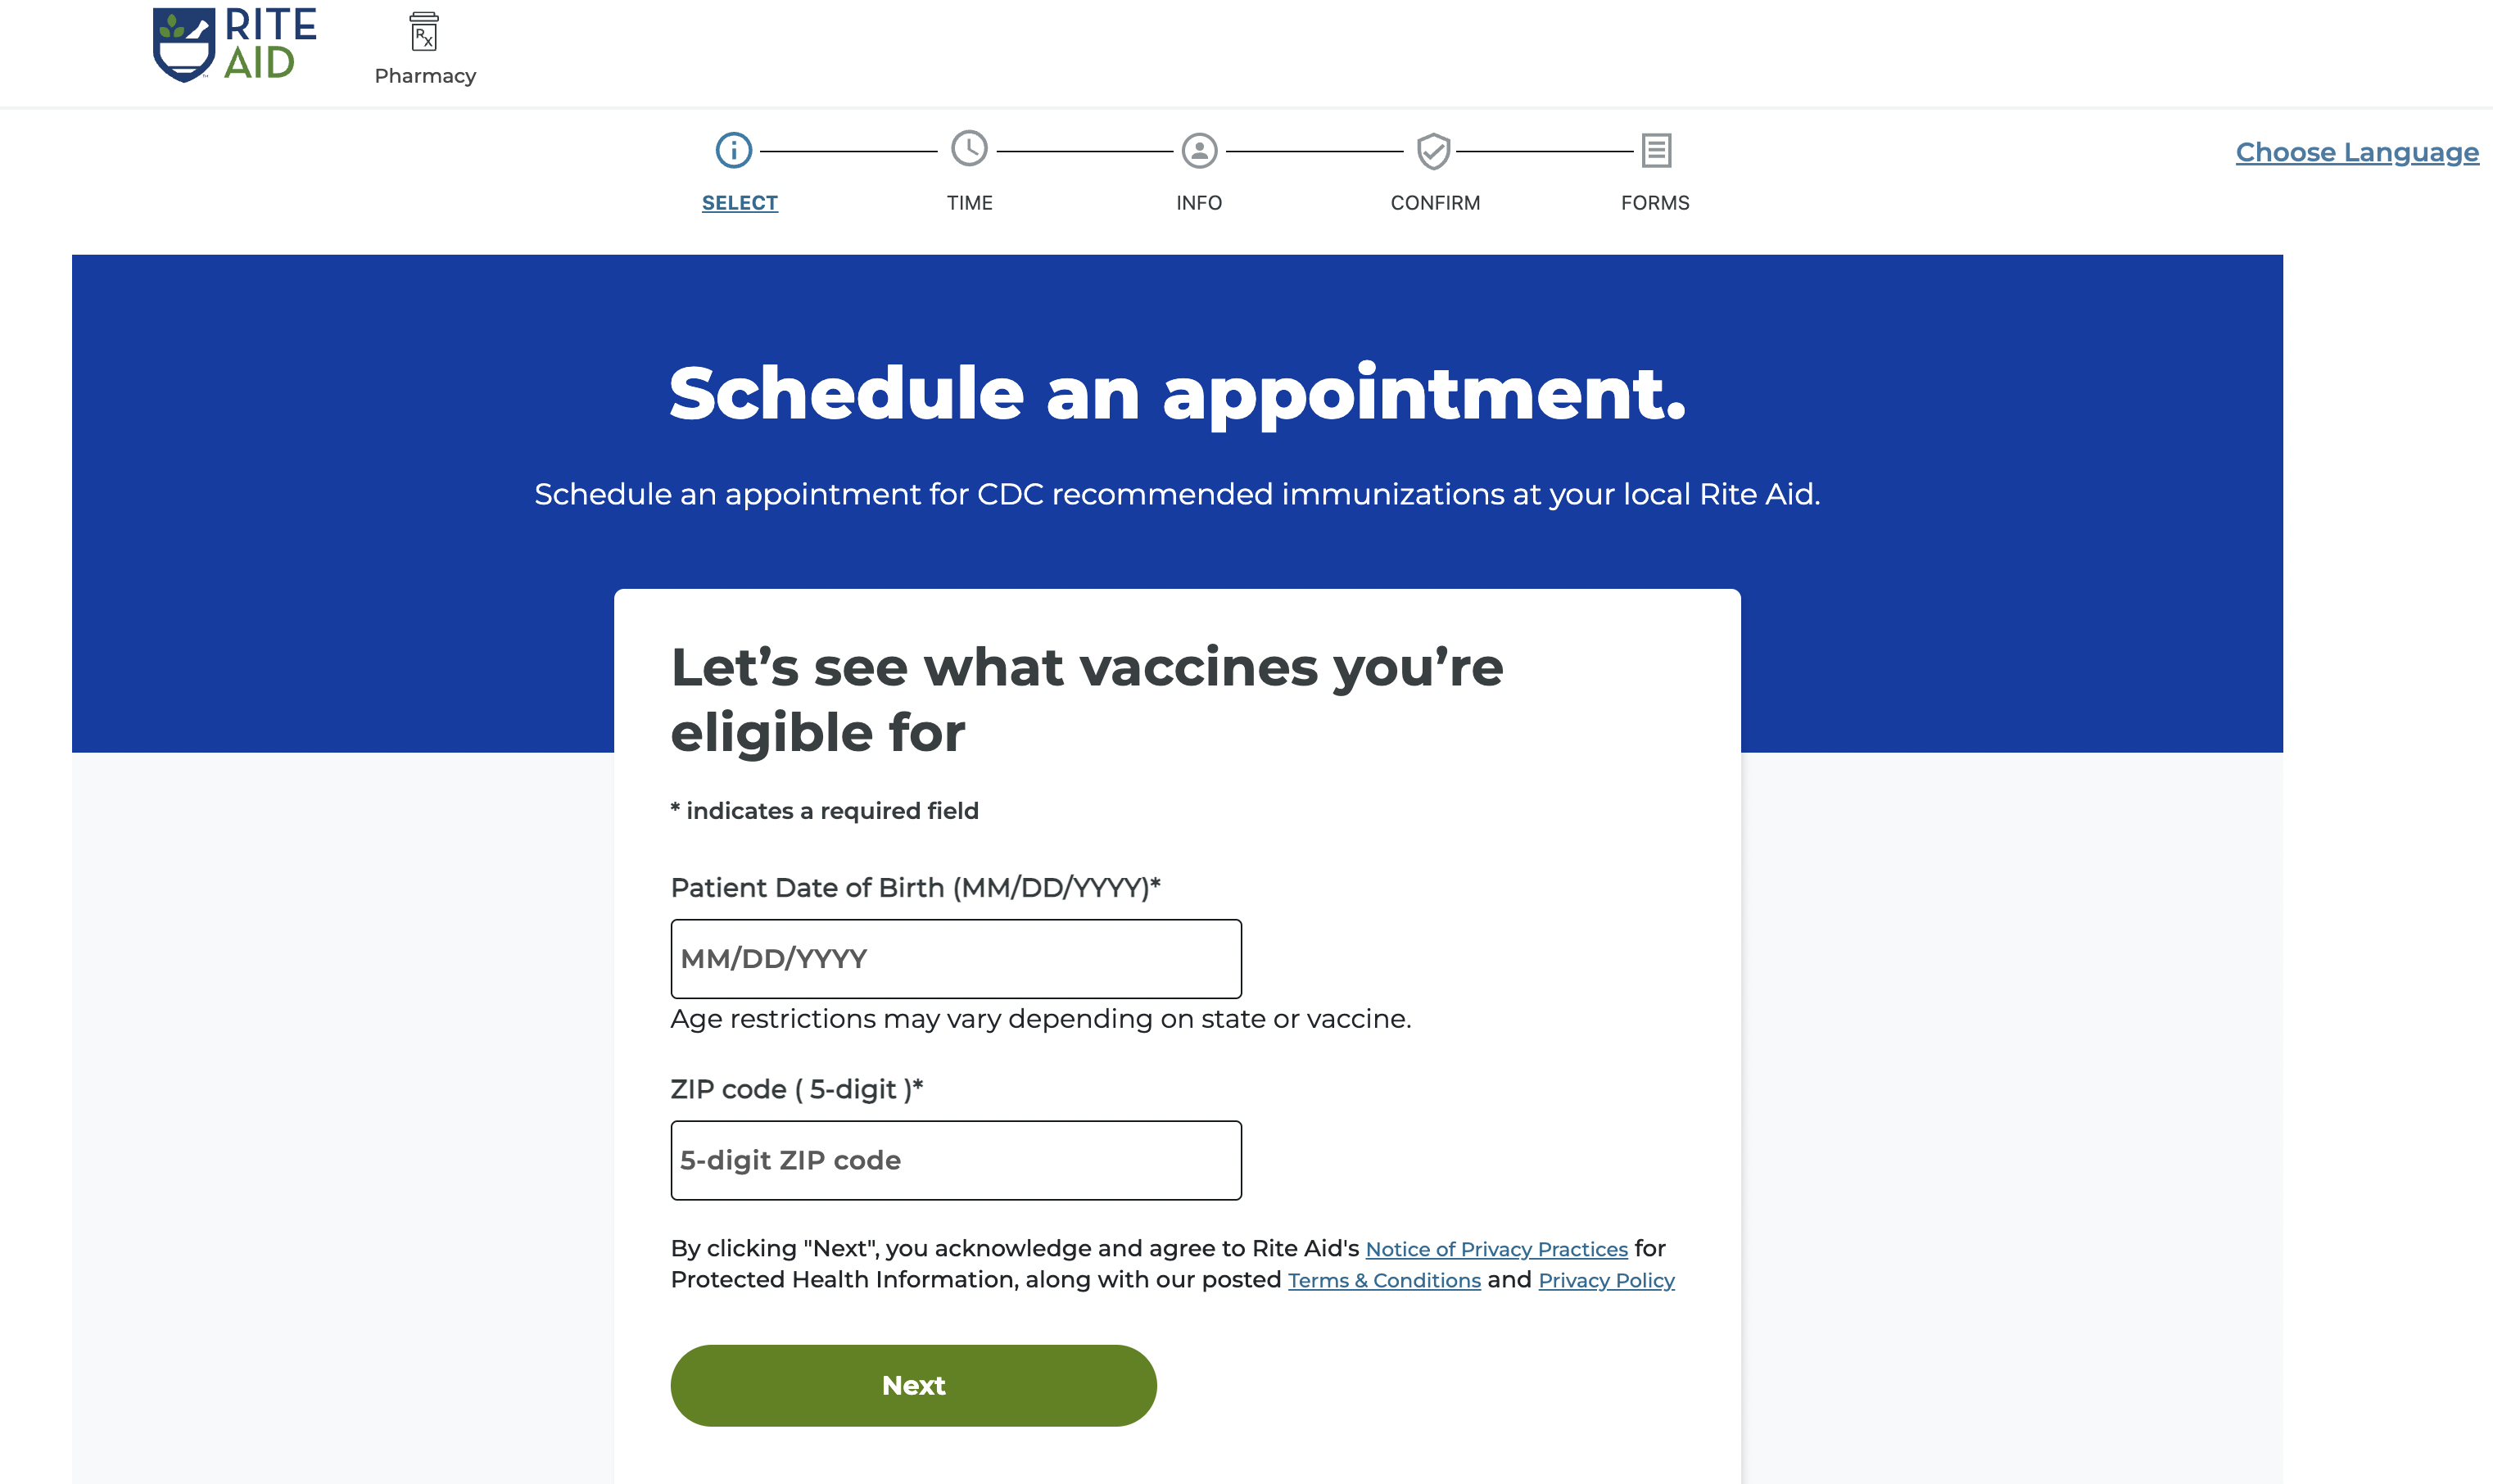 RITE
AID
Rx
Pharmacy
SELECT
TIME
INFO
CONFIRM
FORMS
Choose Language
Schedule an appointment.
Schedule an appointment for CDC recommended immunizations at your local Rite Aid.
Let’s see what vaccines you’re
eligible for
* indicates a required field
Patient Date of Birth (MM/DD/YYYY)*
MM/DD/YYYY
Age restrictions may vary depending on state or vaccine.
ZIP code ( 5-digit )*
5-digit ZIP code
By clicking "Next", you acknowledge and agree to Rite Aid's Notice of Privacy Practices for
Protected Health Information, along with our posted Terms & Conditions and Privacy Policy
Next